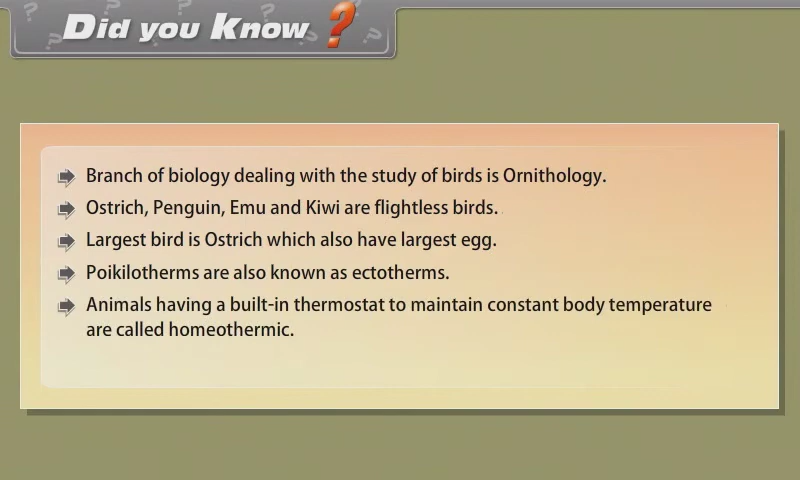 Did you Know ?
Branch of biology dealing with the study of birds is Ornithology.
Ostrich, Penguin, Emu and Kiwi are flightless birds.
Largest bird is Ostrich which also have largest egg.
Poikilotherms are also known as ectotherms.
Animals having a built-in thermostat to maintain constant body temperature
are called homeothermic.